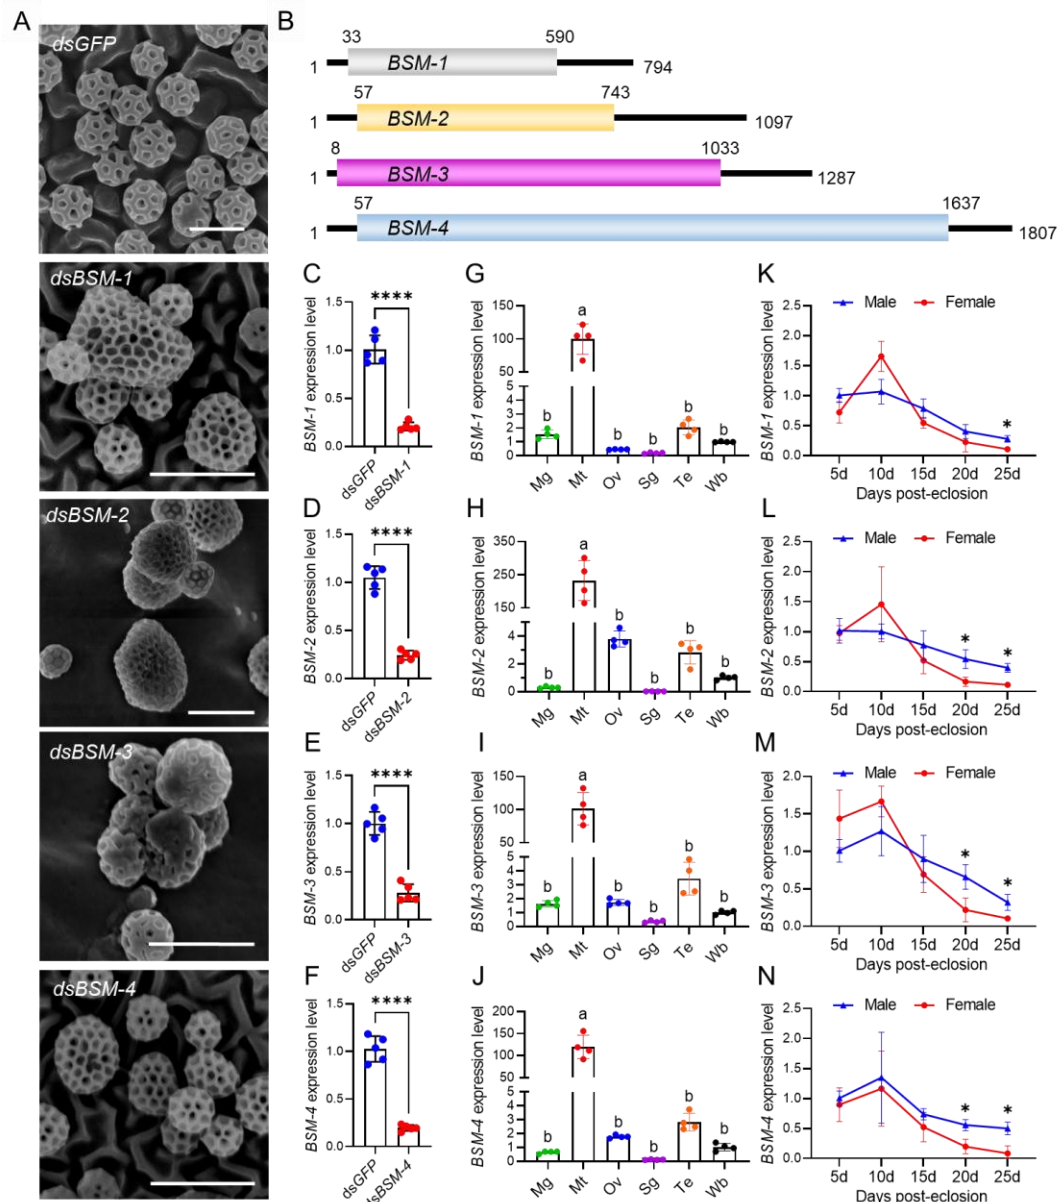 A
dsGFP
dsBSM-1
dsBSM-2
dsBSM-3
dsBSM-4
B
33 590
1 BSM-1 794
57 743
1 BSM-2 1097
8 1033
1 BSM-3 1287
57 1637
1 BSM-4 1807
C
BSM-1 expression level
1.5
1.0
0.5
0.0
****
dsGFP dsBSM-1
G
BSM-1 expression level
150
100
50
5
4
3
2
1
0
b a b b b b
Mg Mt Ov Sg Te Wb
K
BSM-1 expression level
2.5
2.0
1.5
1.0
0.5
0.0
Male Female
*
5d 10d 15d 20d 25d
Days post-eclosion
D
BSM-2 expression level
1.5
1.0
0.5
0.0
****
dsGFP dsBSM-2
H
BSM-2 expression level
350
250
150
4
2
0
b a b b b b
Mg Mt Ov Sg Te Wb
L
BSM-2 expression level
2.5
2.0
1.5
1.0
0.5
0.0
Male Female
* *
5d 10d 15d 20d 25d
Days post-eclosion
E
BSM-3 expression level
1.5
1.0
0.5
0.0
****
dsGFP dsBSM-3
I
BSM-3 expression level
150
100
50
5
4
3
2
1
0
b a b b b b
Mg Mt Ov Sg Te Wb
M
BSM-3 expression level
2.0
1.5
1.0
0.5
0.0
Male Female
* *
5d 10d 15d 20d 25d
Days post-eclosion
F
BSM-4 expression level
1.5
1.0
0.5
0.0
****
dsGFP dsBSM-4
J
BSM-4 expression level
200
150
100
50
5
4
3
2
1
0
b a b b b b
Mg Mt Ov Sg Te Wb
N
BSM-4 expression level
2.5
2.0
1.5
1.0
0.5
0.0
Male Female
* *
5d 10d 15d 20d 25d
Days post-eclosion